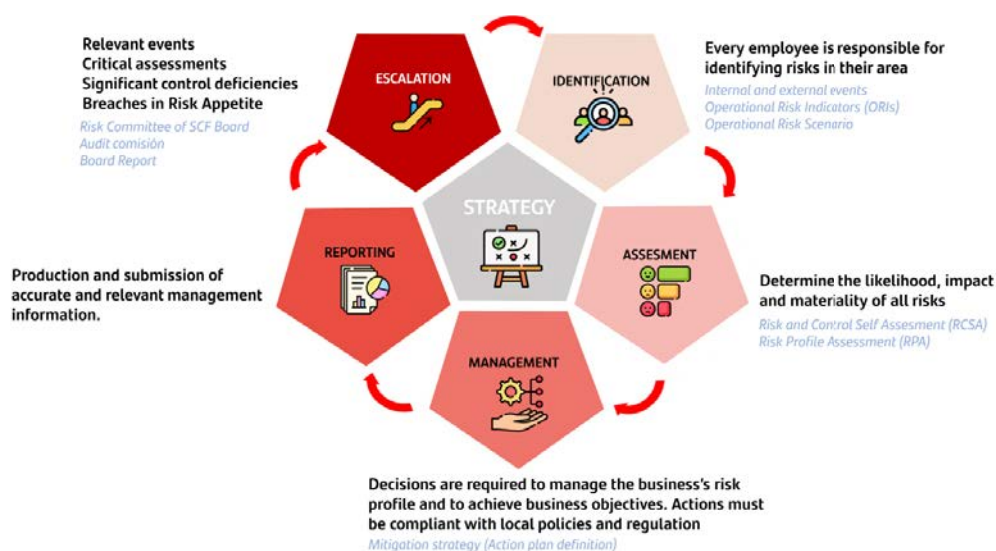 Relevant events
Critical assessments
Significant control deficiencies
Breaches in Risk Appetite
Risk Committee of SCF Board
Audit comisión
Board Report
ESCALATION
IDENTIFICATION
Every employee is responsible for
identifying risks in their area
Internal and external events
Operational Risk Indicators (ORIs)
Operational Risk Scenario
STRATEGY
REPORTING
Production and submission of
accurate and relevant management
information.
ASSESMENT
Determine the likelihood, impact
and materiality of all risks
Risk and Control Self Assesment (RCSA)
Risk Profile Assessment (RPA)
MANAGEMENT
Decisions are required to manage the business's risk
profile and to achieve business objectives. Actions must
be compliant with local policies and regulation
Mitigation strategy (Action plan definition)